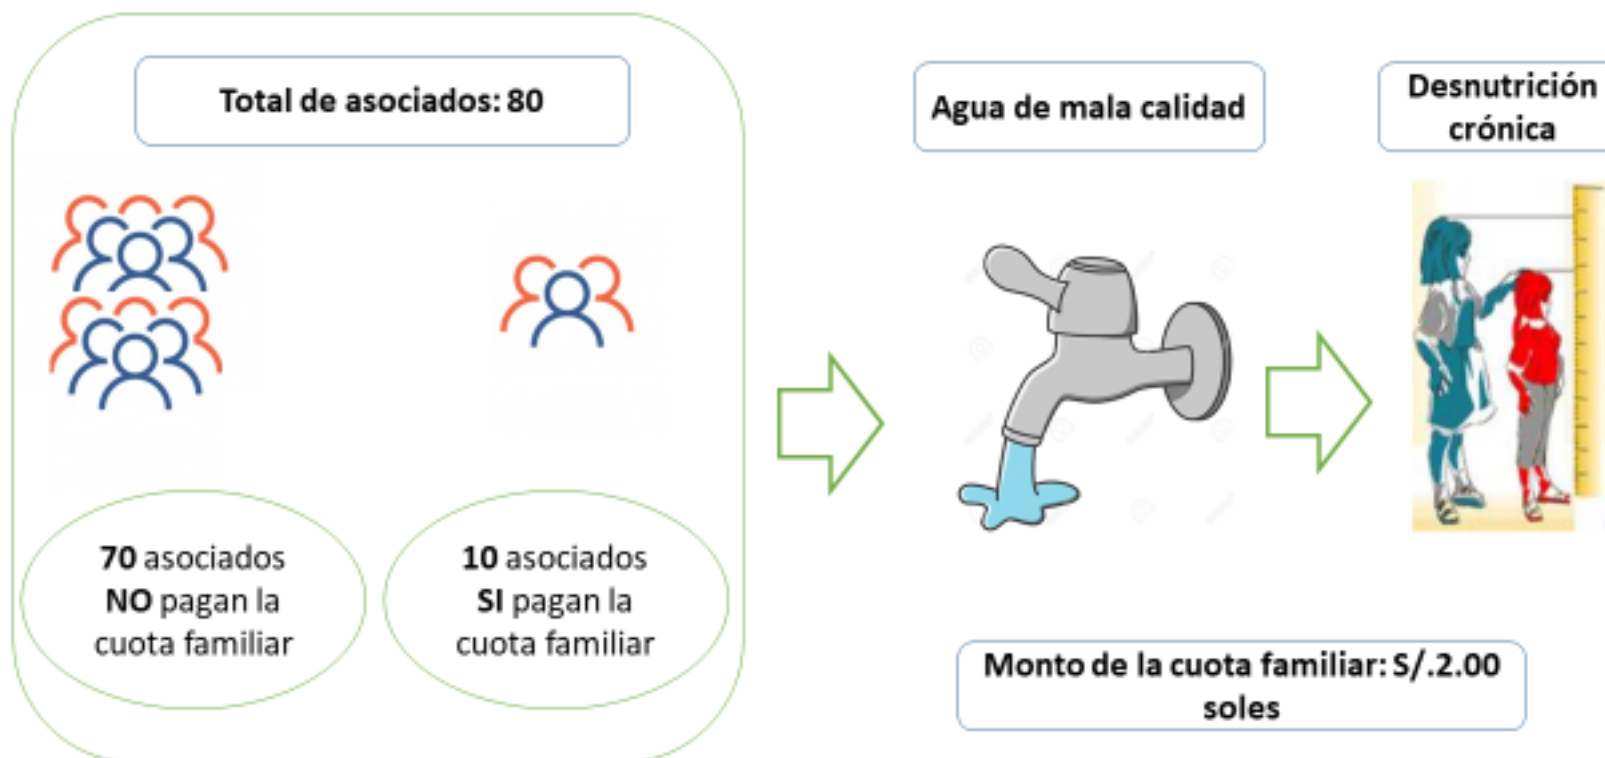 Total de asociados: 80
70 asociados
NO pagan la
cuota familiar
10 asociados
SI pagan la
cuota familiar
Agua de mala calidad
Desnutrición
crónica
Monto de la cuota familiar: S/.2.00
soles